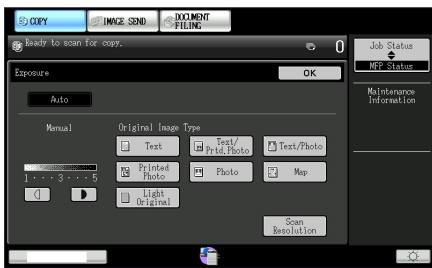 COPY
IMAGE SEND
DOCUMENT
FILING
Ready to scan for copy.
0
Job Status
MFP Status
Exposure
OK
Maintenance
Information
Auto
Manual
Original Image Type
Text
Text/
Prtd.Photo
Text/Photo
1 · · · 3 · · · 5
Printed
Photo
Photo
Map
Light
Original
Scan
Resolution